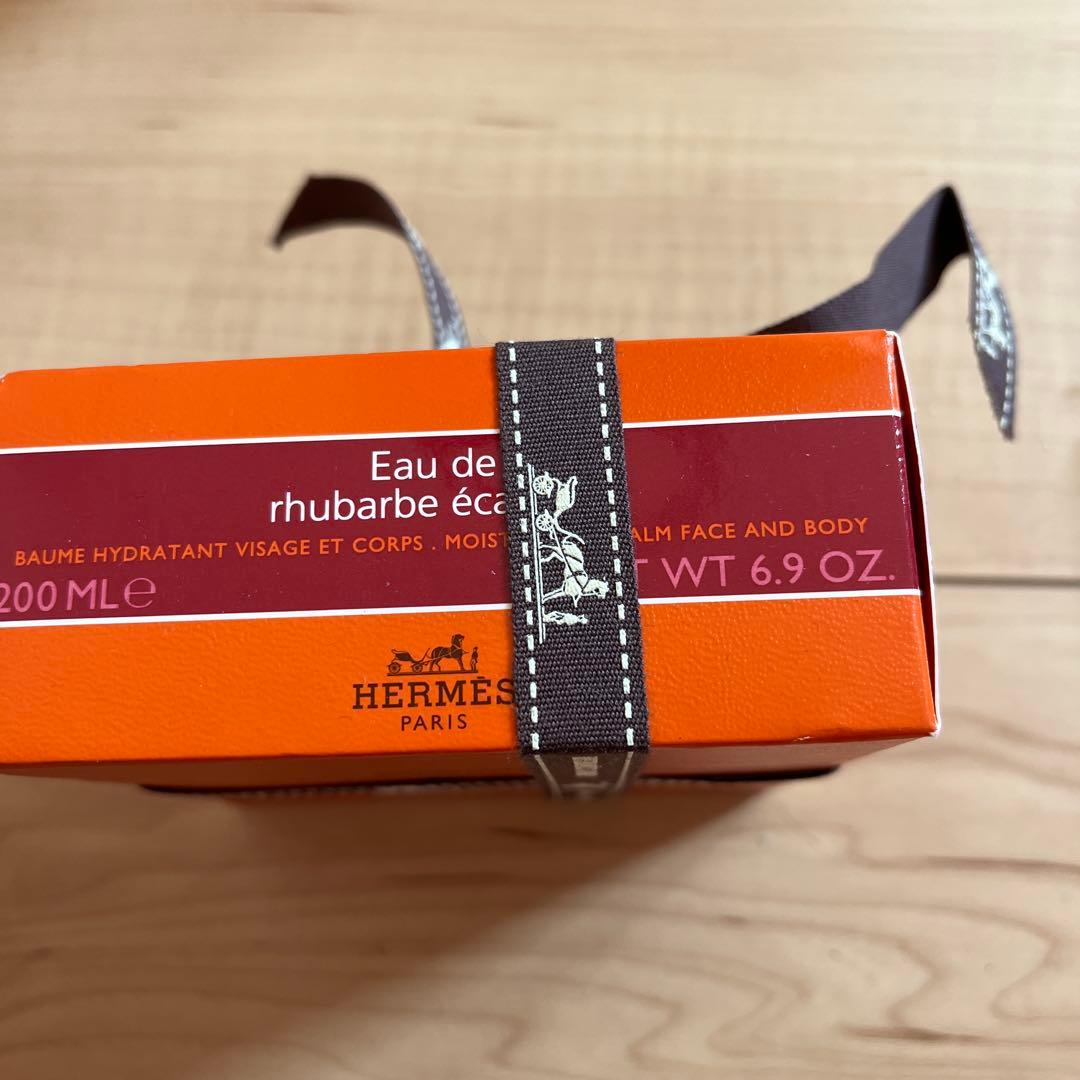 Eau de
rhubarbe éca
BAUME HYDRATANT VISAGE ET CORPS . MOIST ALM FACE AND BODY
200 ML e T WT 6.9 OZ.
HERMÈS
PARIS